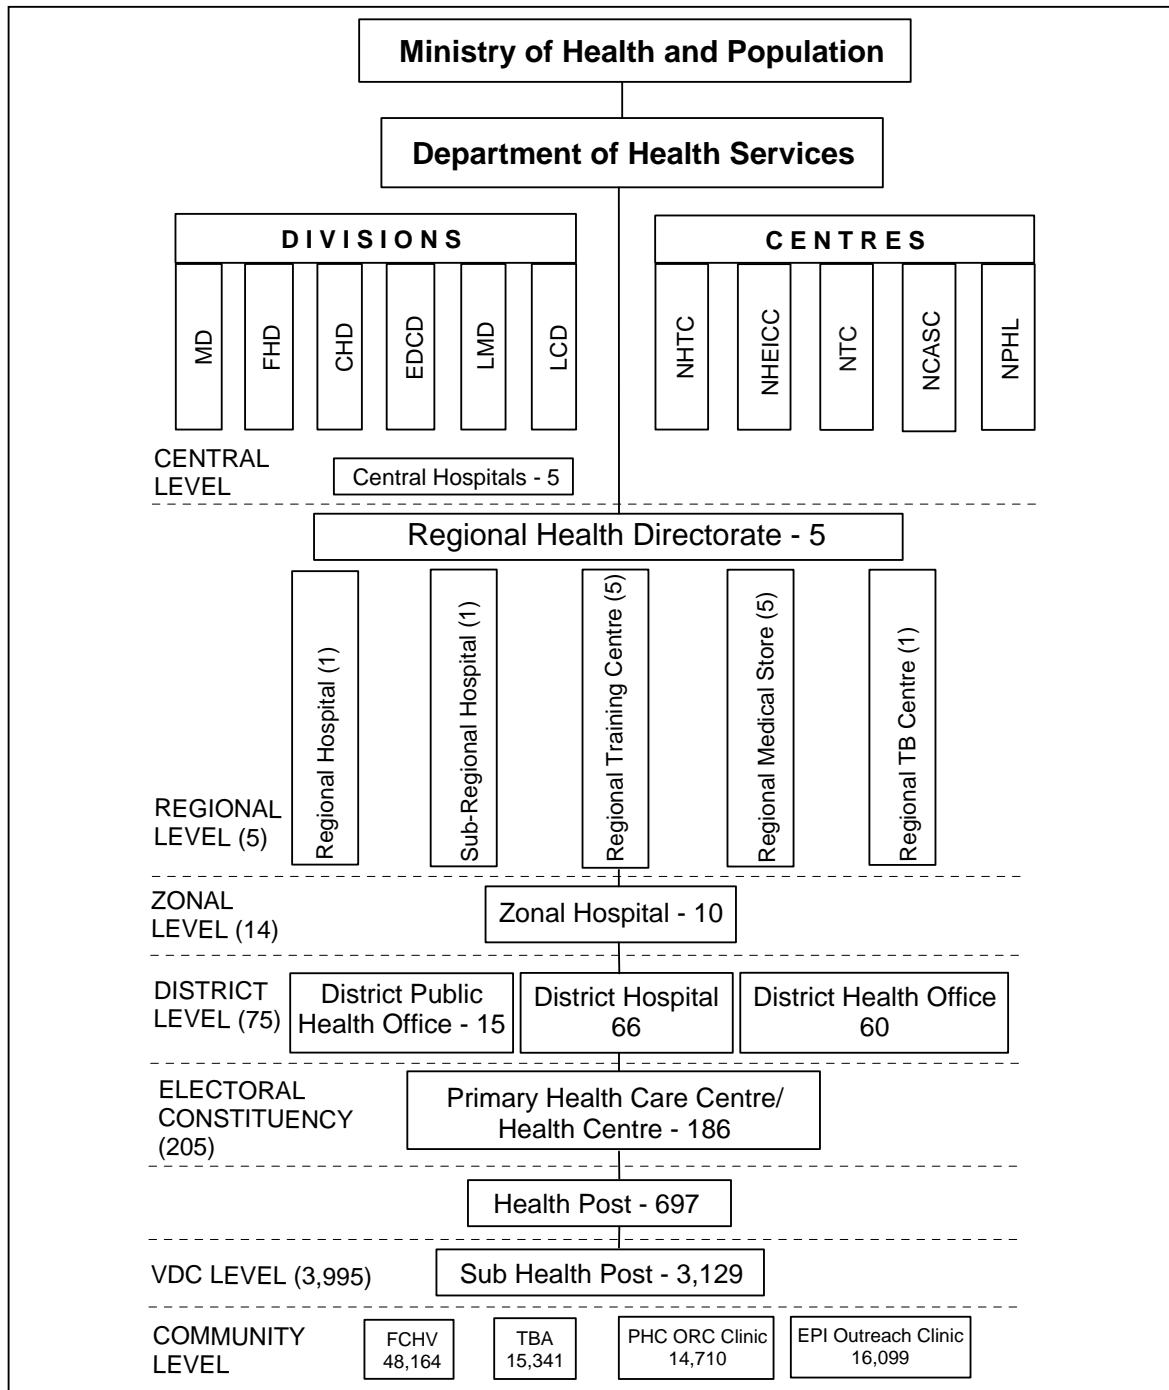 Ministry of Health and Population
Department of Health Services
DIVISIONS
CENTRES
MD
FHD
CHD
EDCD
LMD
LCD
NHTC
NHEICC
NTC
NCASC
NPHL
CENTRAL
LEVEL
Central Hospitals - 5
Regional Health Directorate - 5
Regional Hospital (1)
Sub-Regional Hospital (1)
Regional Training Centre (5)
Regional Medical Store (5)
Regional TB Centre (1)
REGIONAL
LEVEL (5)
ZONAL
LEVEL (14)
Zonal Hospital - 10
DISTRICT
LEVEL (75)
District Public
Health Office - 15
District Hospital
66
District Health Office
60
ELECTORAL
CONSTITUENCY
(205)
Primary Health Care Centre/
Health Centre - 186
Health Post - 697
VDC LEVEL (3,995)
Sub Health Post - 3,129
COMMUNITY
LEVEL
FCHV
48,164
TBA
15,341
PHC ORC Clinic
14,710
EPI Outreach Clinic
16,099